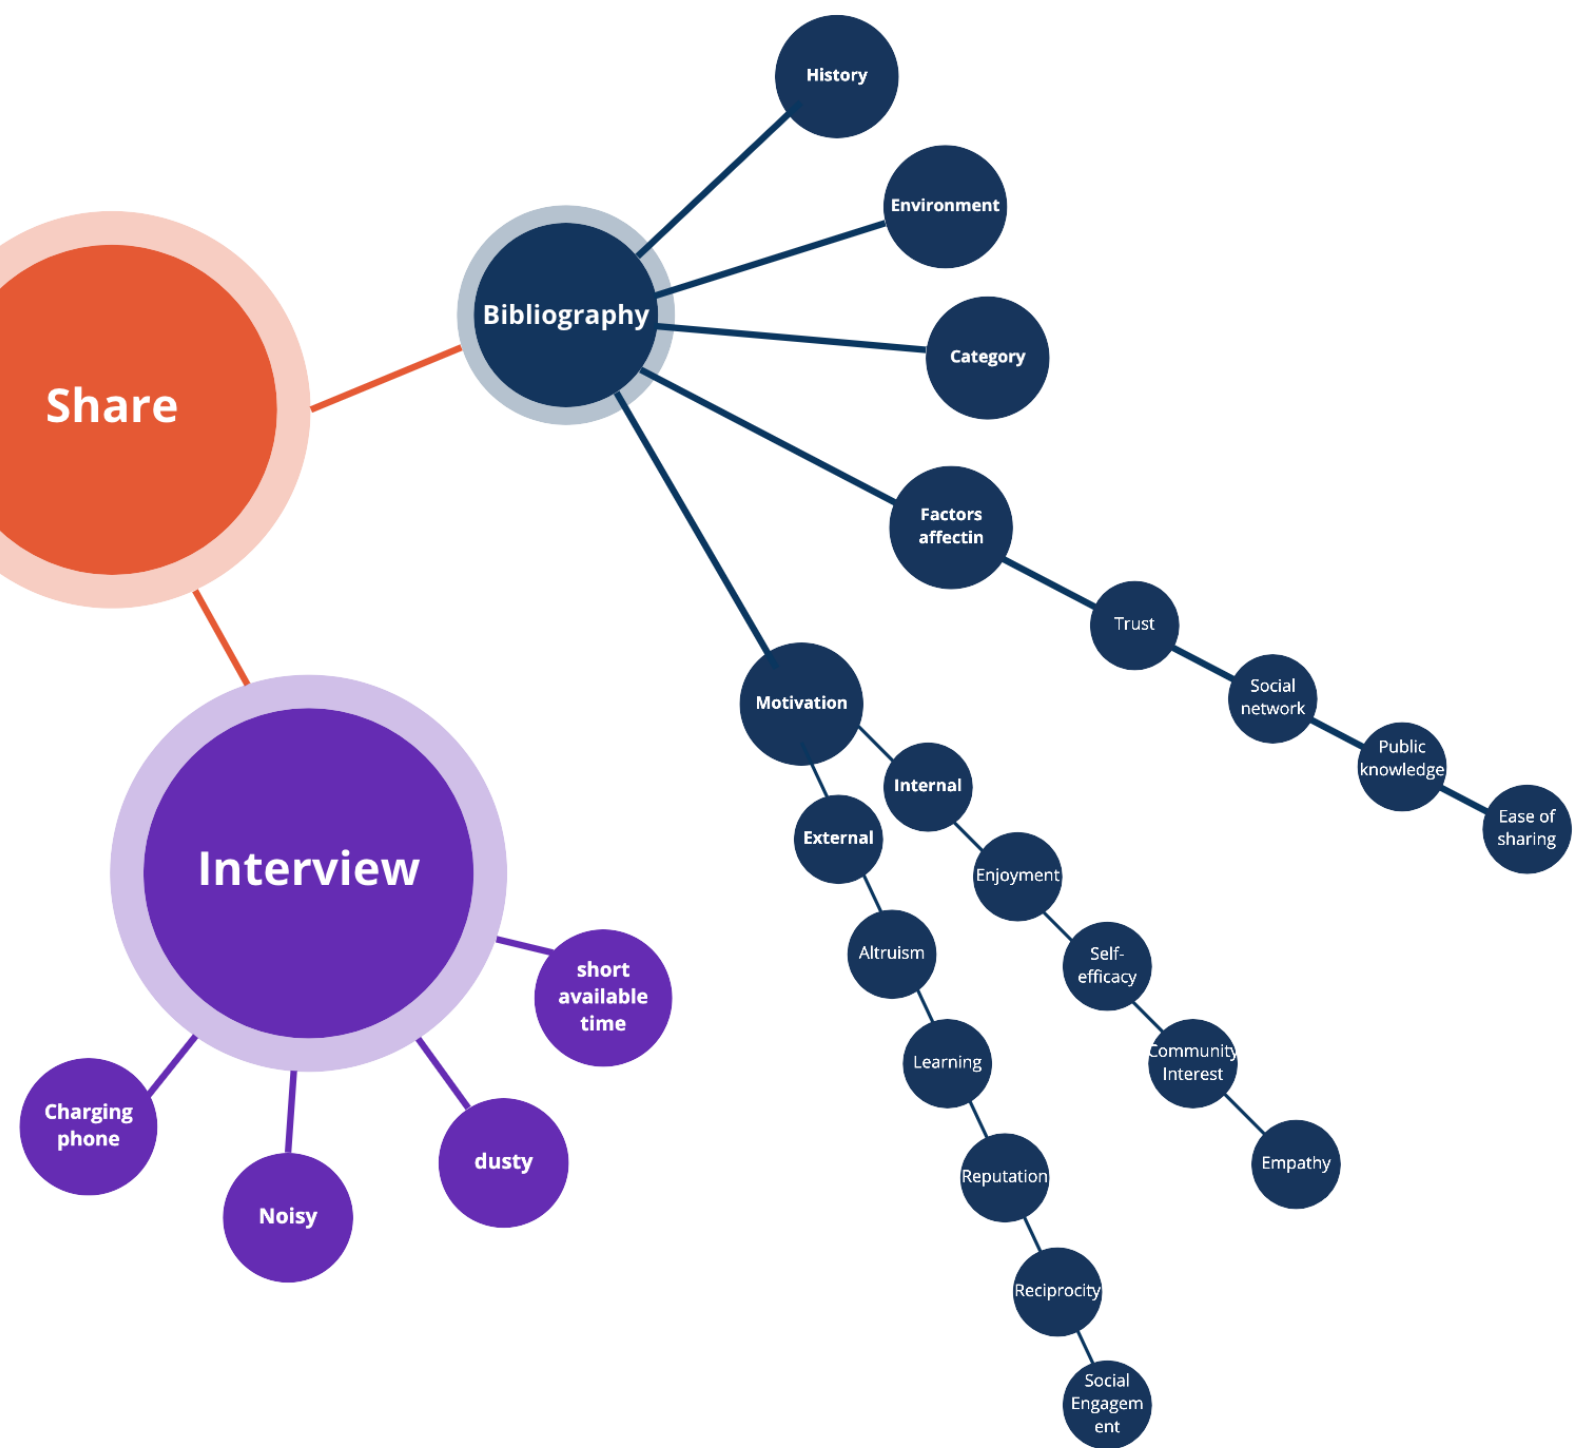 History
Environment
Bibliography
Category
Share
Factors
affectin
Trust
Social
network
Public
knowledge
Ease of
sharing
Motivation
Internal
External
Enjoyment
Altruism
Self-
efficacy
Learning
Community
Interest
Reputation
Empathy
Reciprocity
Social
Engagem
ent
Interview
short
available
time
Charging
phone
Noisy
dusty